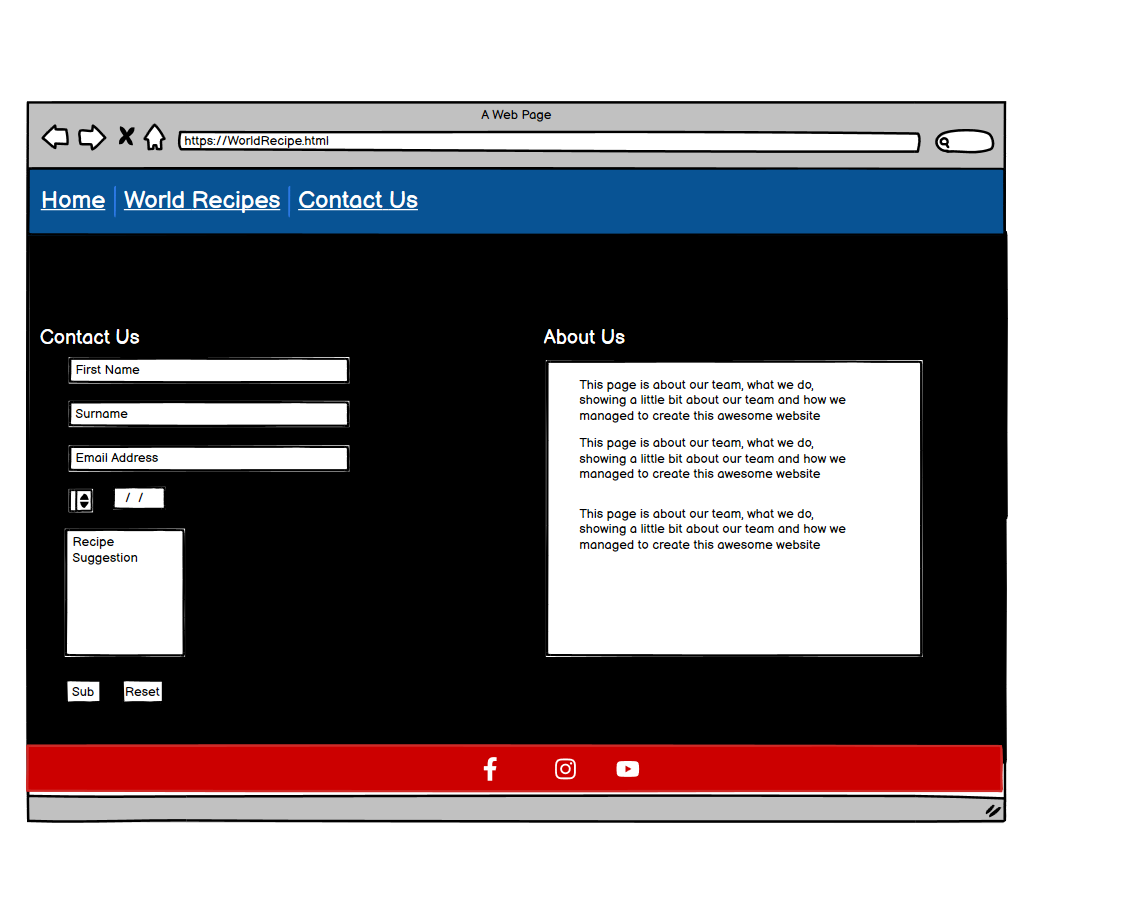 A Web Page
https://WorldRecipe.html
Home World Recipes Contact Us
Contact Us
First Name
Surname
Email Address
/ /
Recipe
Suggestion
Sub Reset
About Us
This page is about our team, what we do,
showing a little bit about our team and how we
managed to create this awesome website
This page is about our team, what we do,
showing a little bit about our team and how we
managed to create this awesome website
This page is about our team, what we do,
showing a little bit about our team and how we
managed to create this awesome website